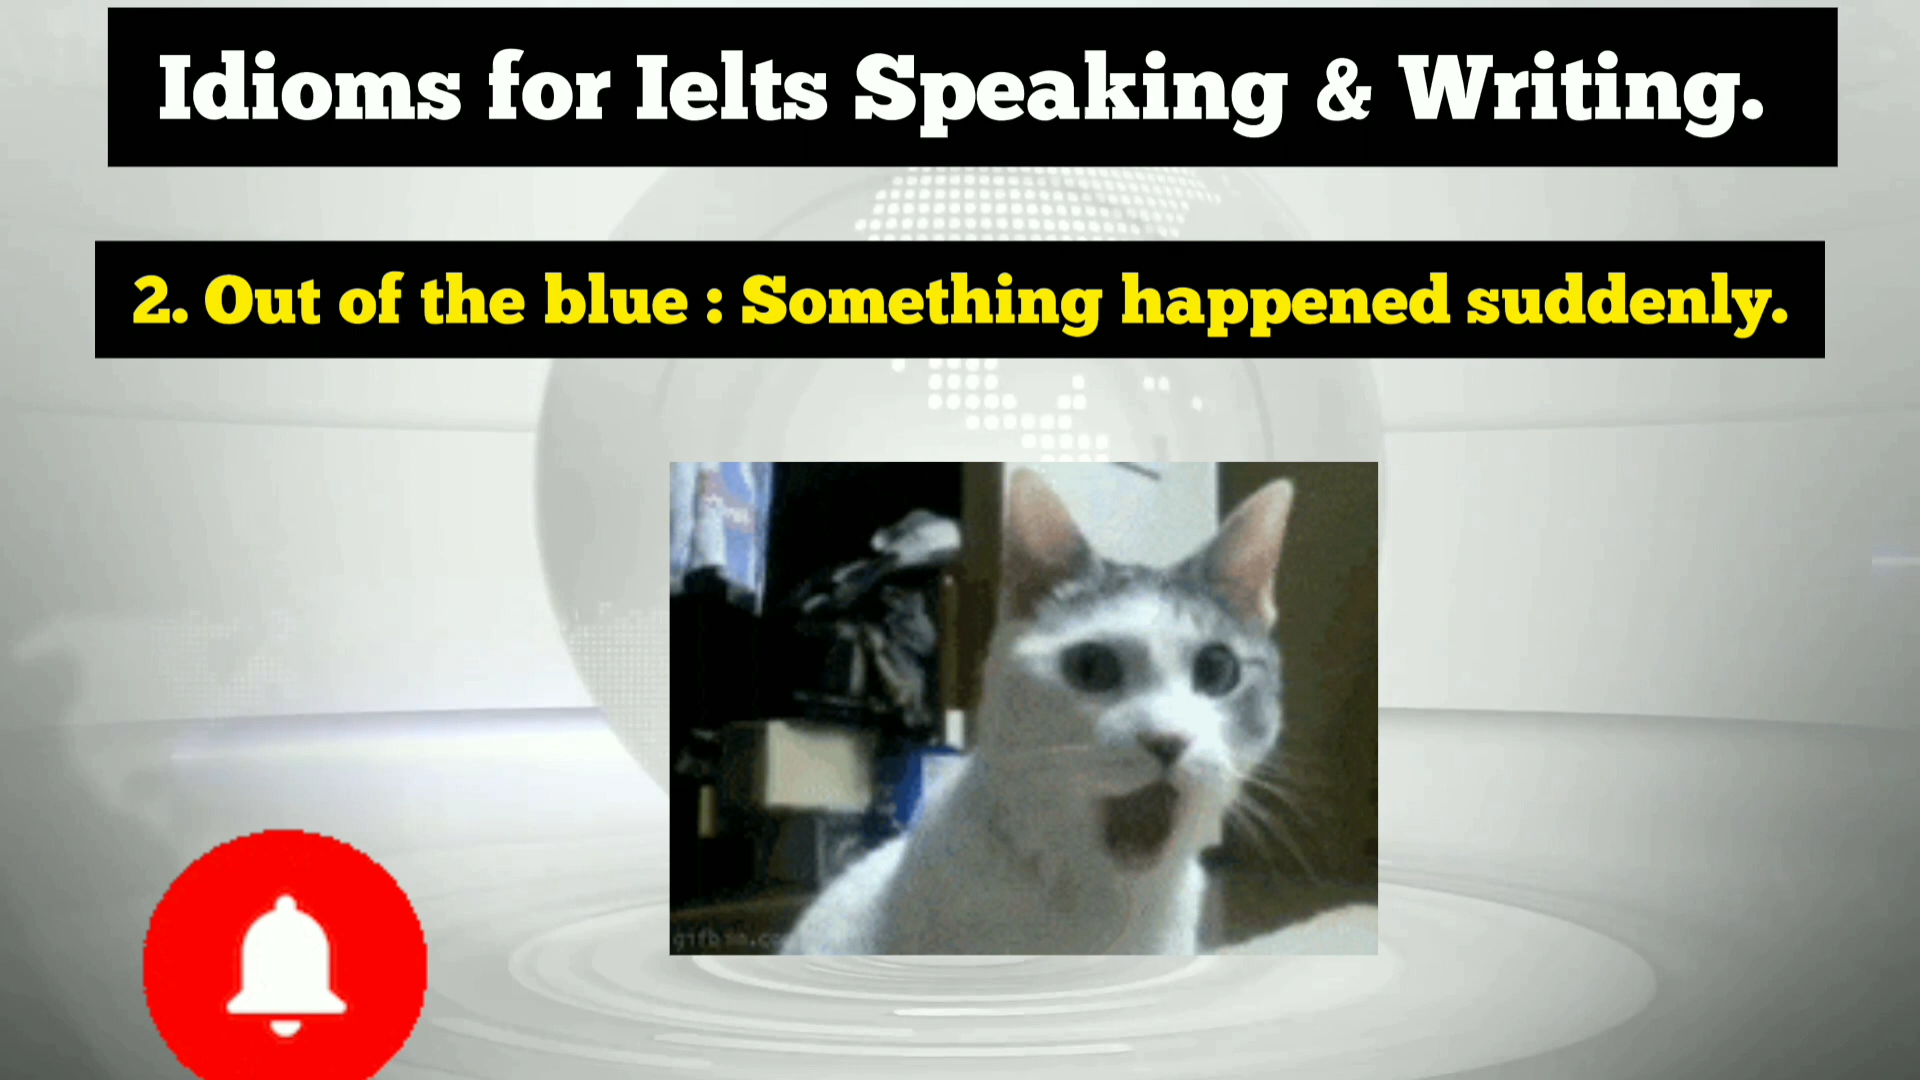 Idioms for Ielts Speaking & Writing.
2. Out of the blue : Something happened suddenly.